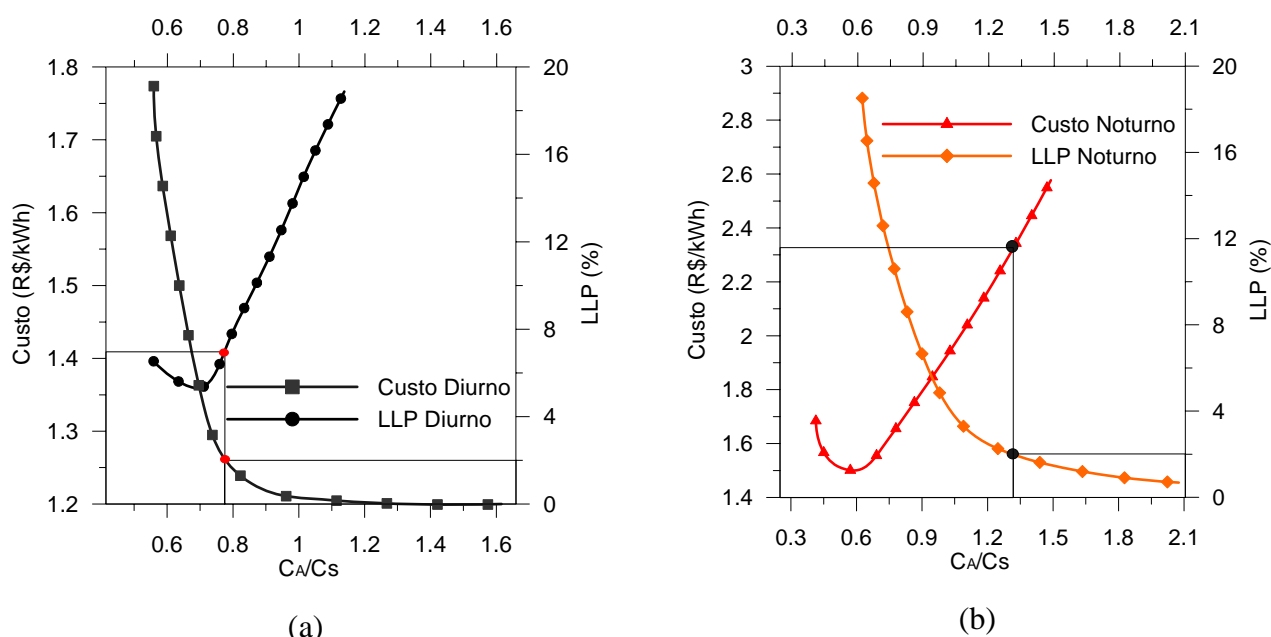 0.6 0.8 1 1.2 1.4 1.6
1.8
1.7
1.6
1.5
1.4
1.3
1.2
Custo (R$/kWh)
20
16
12
8
4
0
LLP (%)
Custo Diurno
LLP Diurno
0.6 0.8 1 1.2 1.4 1.6
CA/Cs
(a)
0.3 0.6 0.9 1.2 1.5 1.8 2.1
3
2.8
2.6
2.4
2.2
2
1.8
1.6
1.4
Custo (R$/kWh)
20
16
12
8
4
0
LLP (%)
Custo Noturno
LLP Noturno
0.3 0.6 0.9 1.2 1.5 1.8 2.1
CA/Cs
(b)